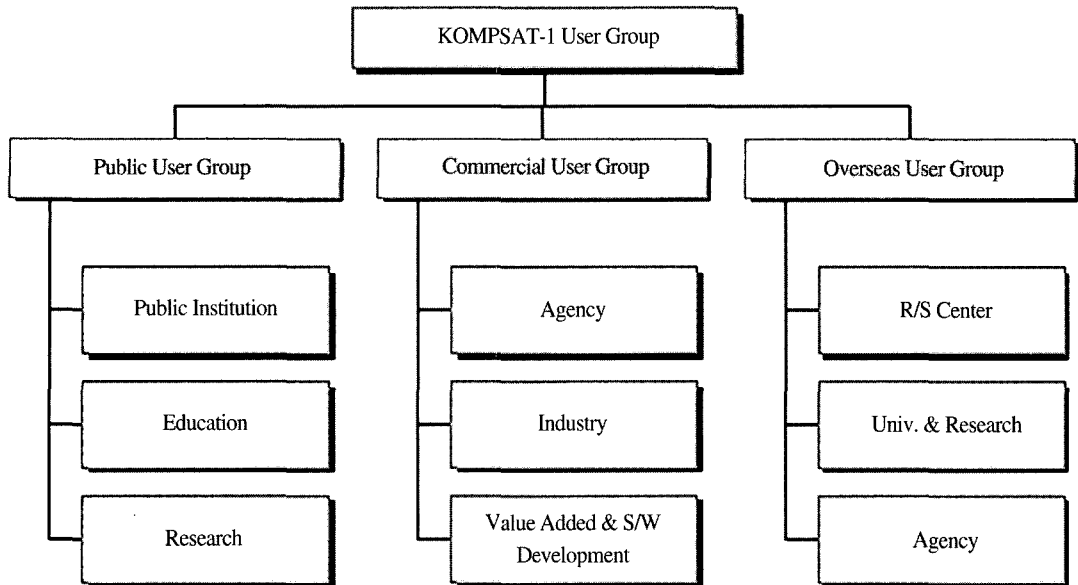 KOMPSAT-1 User Group
Public User Group
Commercial User Group
Overseas User Group
Public Institution
Agency
R/S Center
Education
Industry
Univ. & Research
Research
Value Added & S/W
Development
Agency